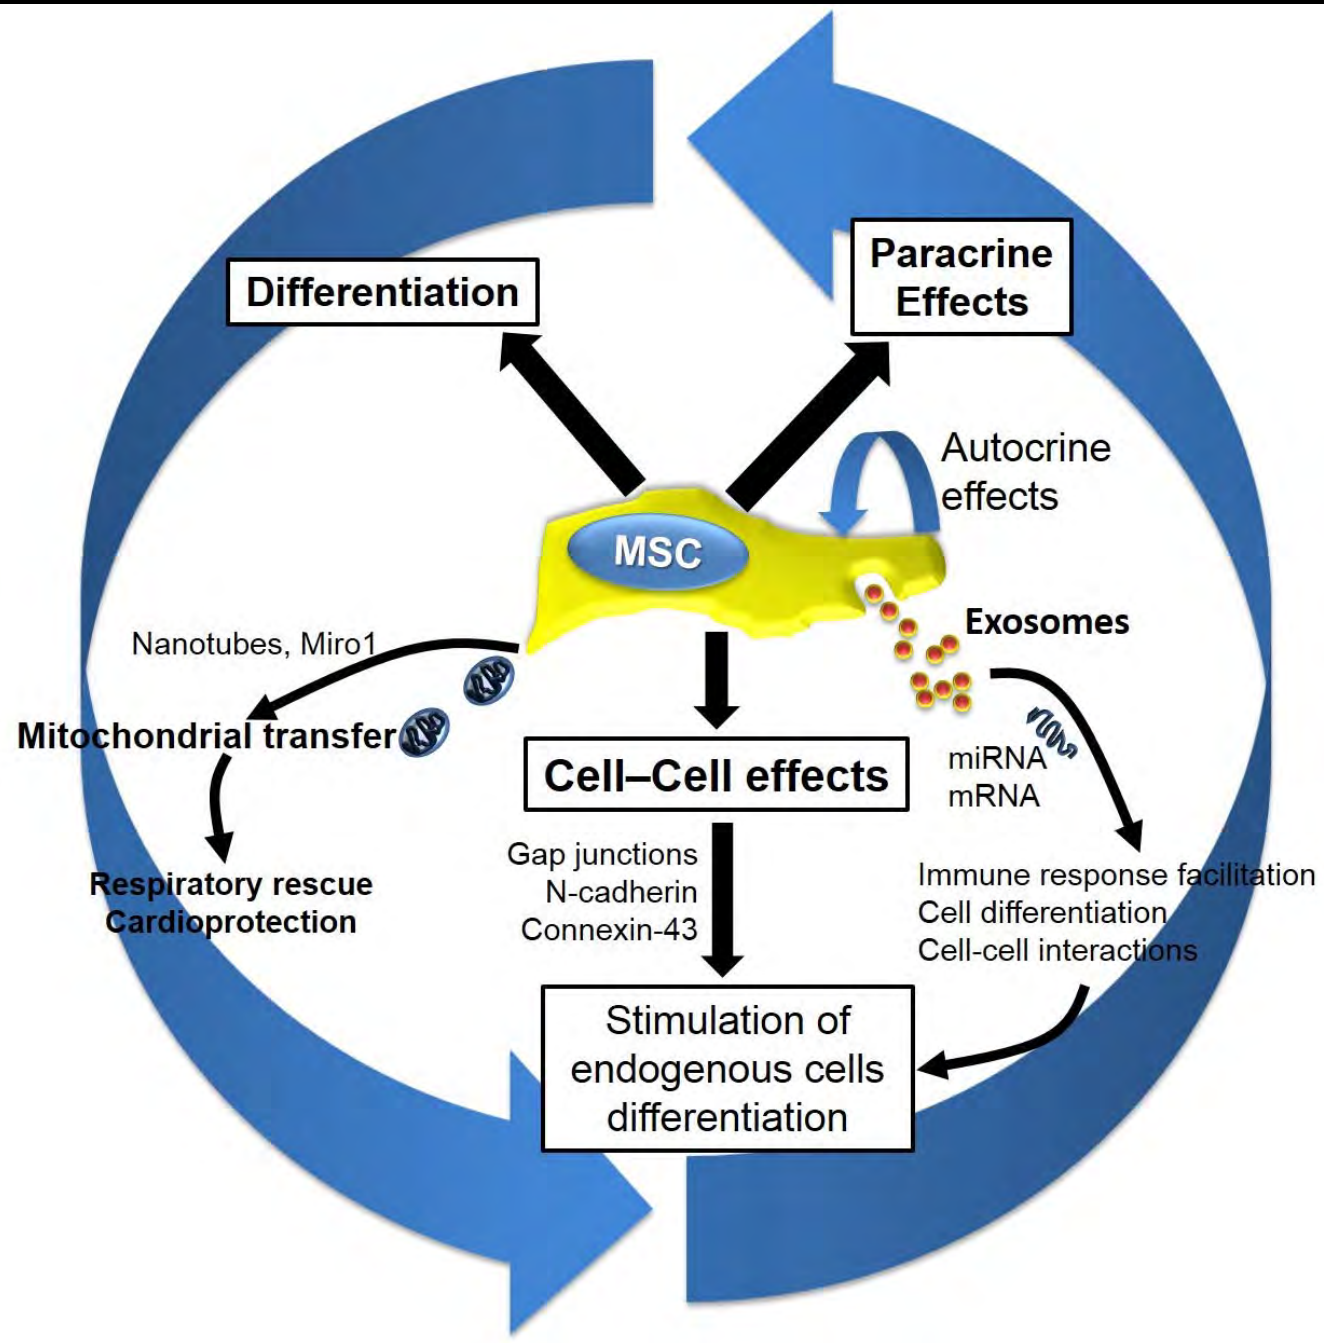 Paracrine
Effects
Differentiation
Autocrine
effects
MSC
Exosomes
Nanotubes, Miro1
Mitochondrial transfer
miRNA
mRNA
Cell–Cell effects
Gap junctions
N-cadherin
Connexin-43
Respiratory rescue
Cardioprotection
Immune response facilitation
Cell differentiation
Cell-cell interactions
Stimulation of
endogenous cells
differentiation